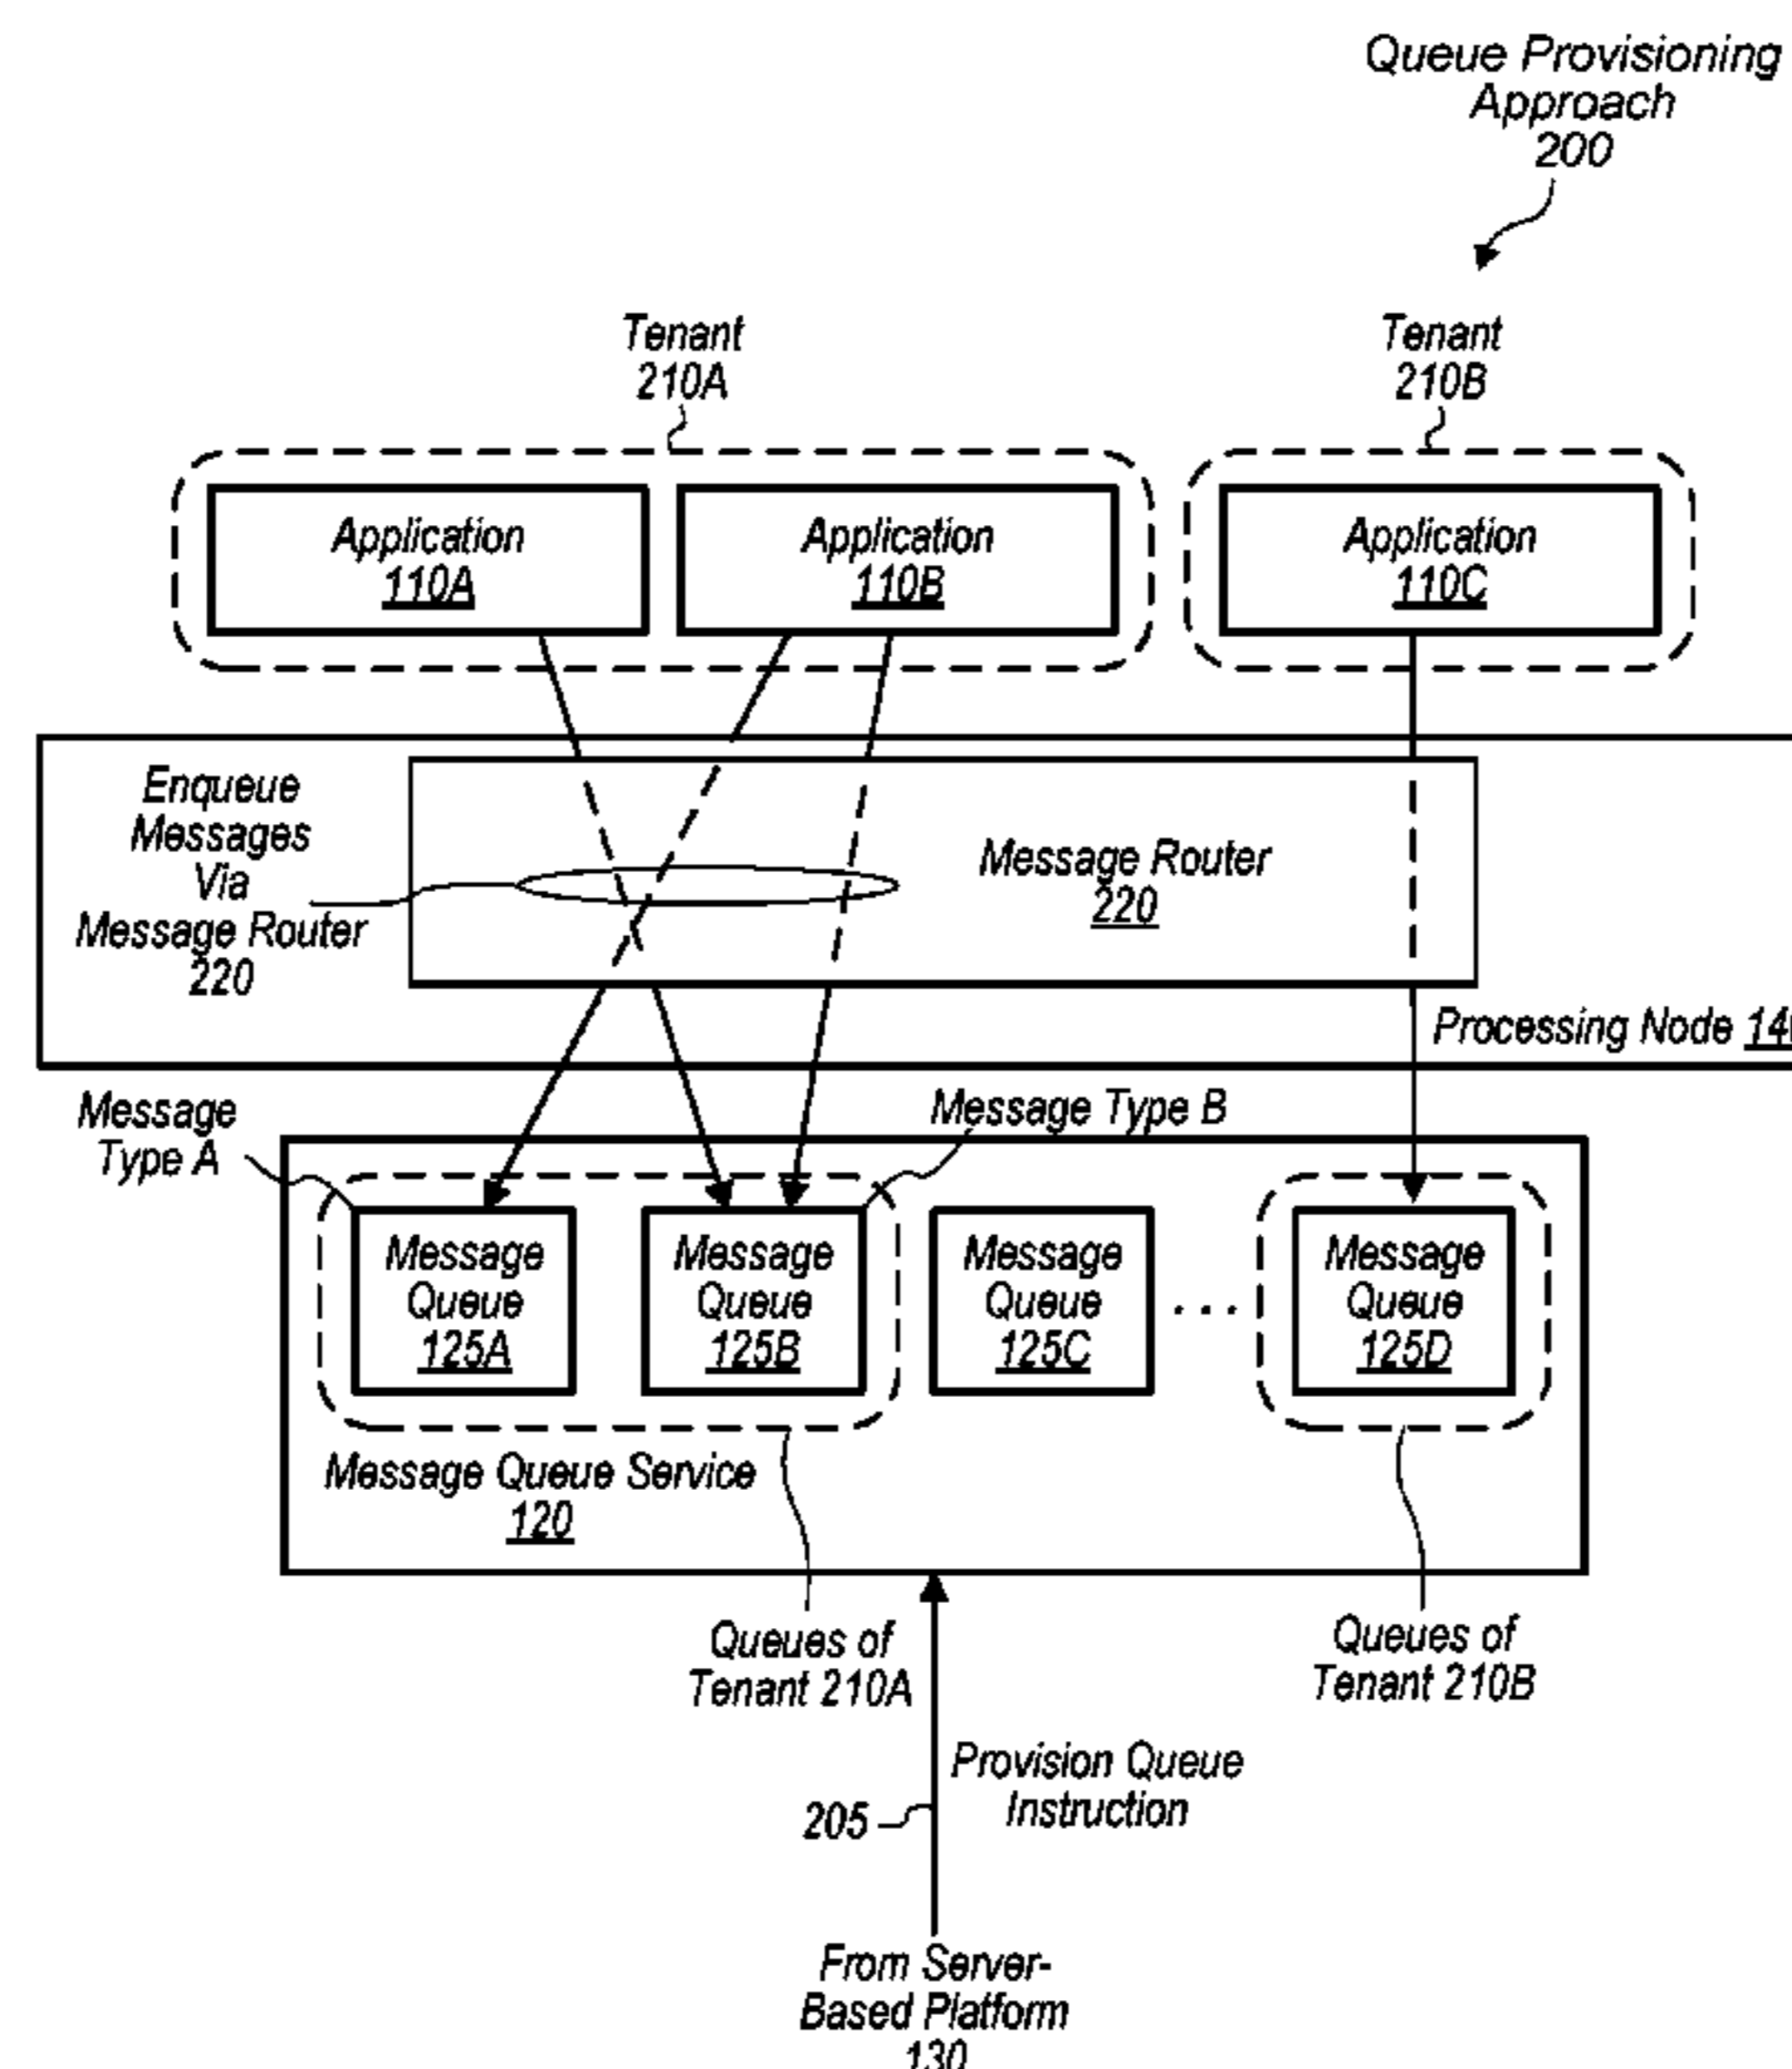 Queue Provisioning
Approach
200
Tenant
210A
Tenant
210B
Application
110A
Application
110B
Application
110C
Enqueue
Messages
Via
Message Router
220
Message Router
220
Processing Node 140
Message
Type A
Message Type B
Message
Queue
125A
Message
Queue
125B
Message
Queue
125C
...
Message
Queue
125D
Message Queue Service
120
Queues of
Tenant 210A
Queues of
Tenant 210B
205
Provision Queue
Instruction
From Server-
Based Platform
130